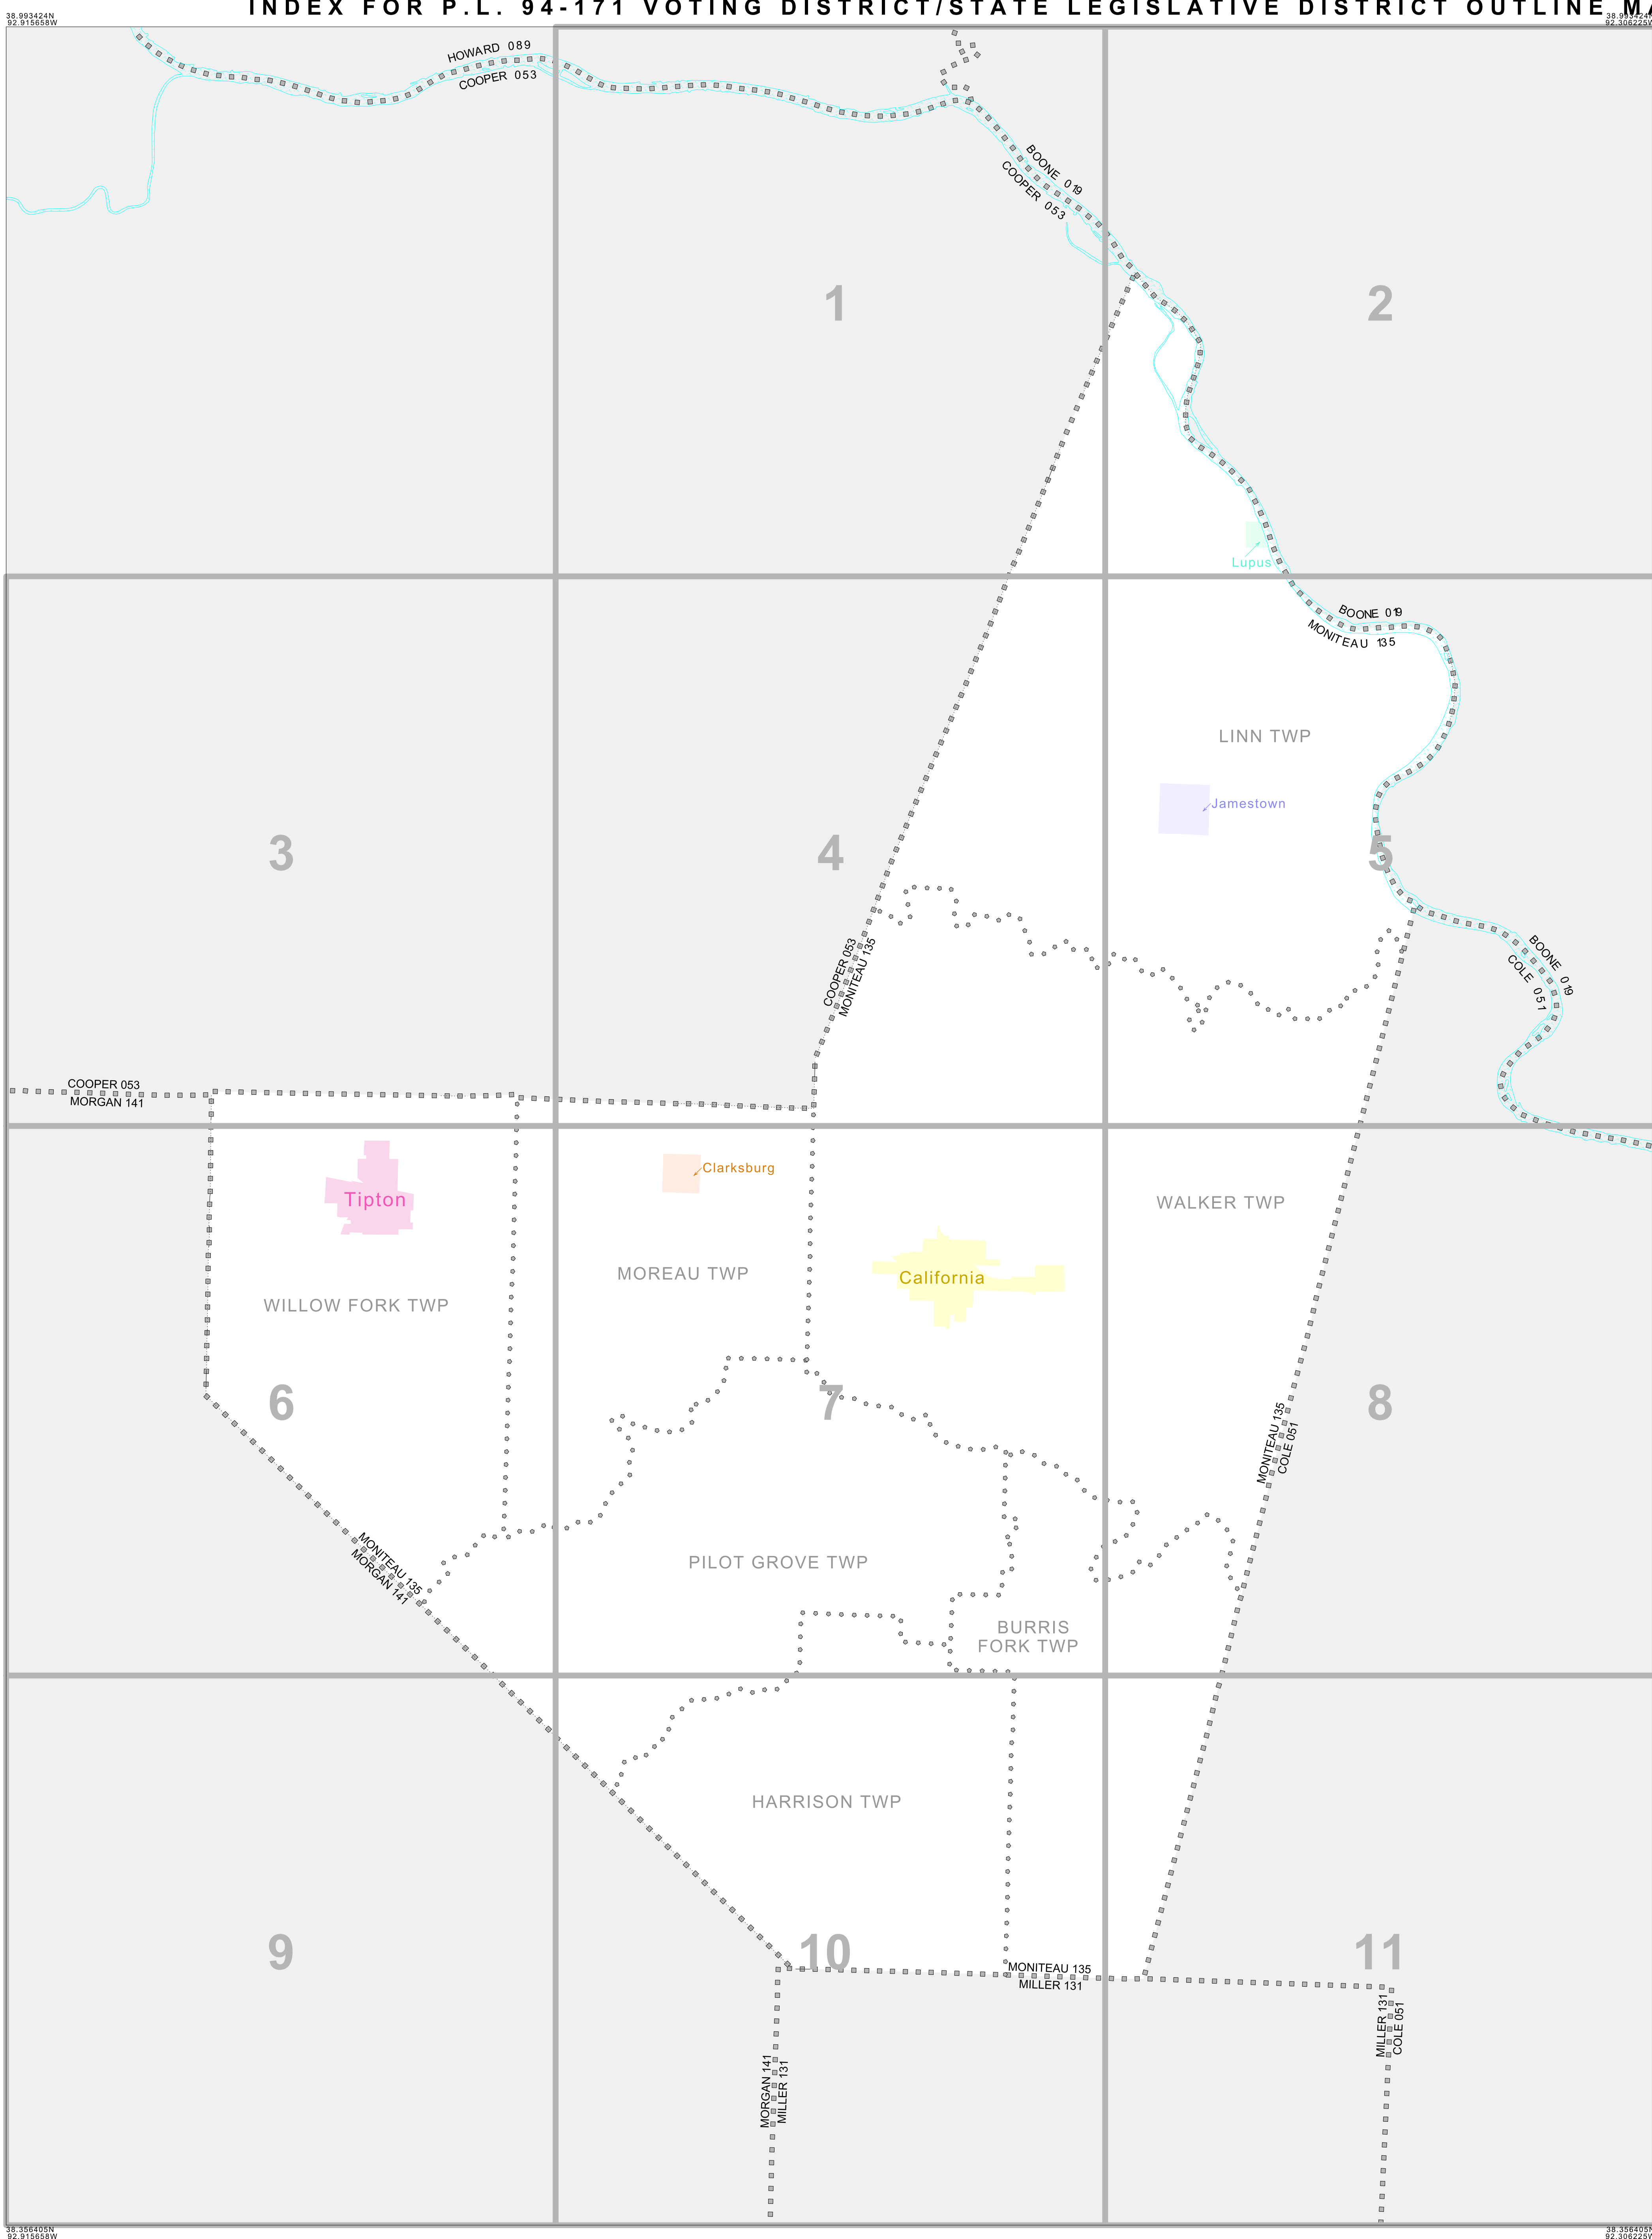 INDEX FOR P.L. 94-171 VOTING DISTRICT/STATE LEGISLATIVE DISTRICT OUTLINE
38.993424N
92.915658W
38.993424N
92.306225W
HOWARD 089
COOPER 053
BOONE 019
COOPER 053
1
2
Lupus
BOONE 019
MONITEAU 135
LINN TWP
Jamestown
3
4
5
COOPER 053
MONITEAU 135
BOONE 019
COLE 051
COOPER 053
MORGAN 141
Clarksburg
Tipton
WALKER TWP
MOREAU TWP
California
WILLOW FORK TWP
6
7
8
MONITEAU 135
COLE 051
MONITEAU 135
MORGAN 141
PILOT GROVE TWP
BURRIS
FORK TWP
HARRISON TWP
9
10
11
MONITEAU 135
MILLER 131
MILLER 131
COLE 051
MORGAN 141
MILLER 131
38.356405N
92.915658W
38.356405N
92.306225W